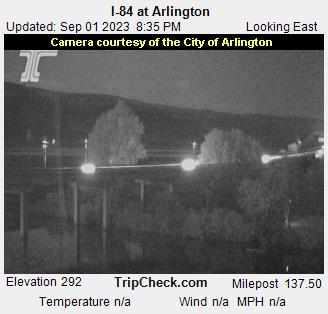 I-84 at Arlington
Updated: Sep 01 2023 8:35 PM Looking East
Camera courtesy of the City of Arlington
Elevation 292 TripCheck.com Milepost 137.50
Temperature n/a Wind n/a MPH n/a